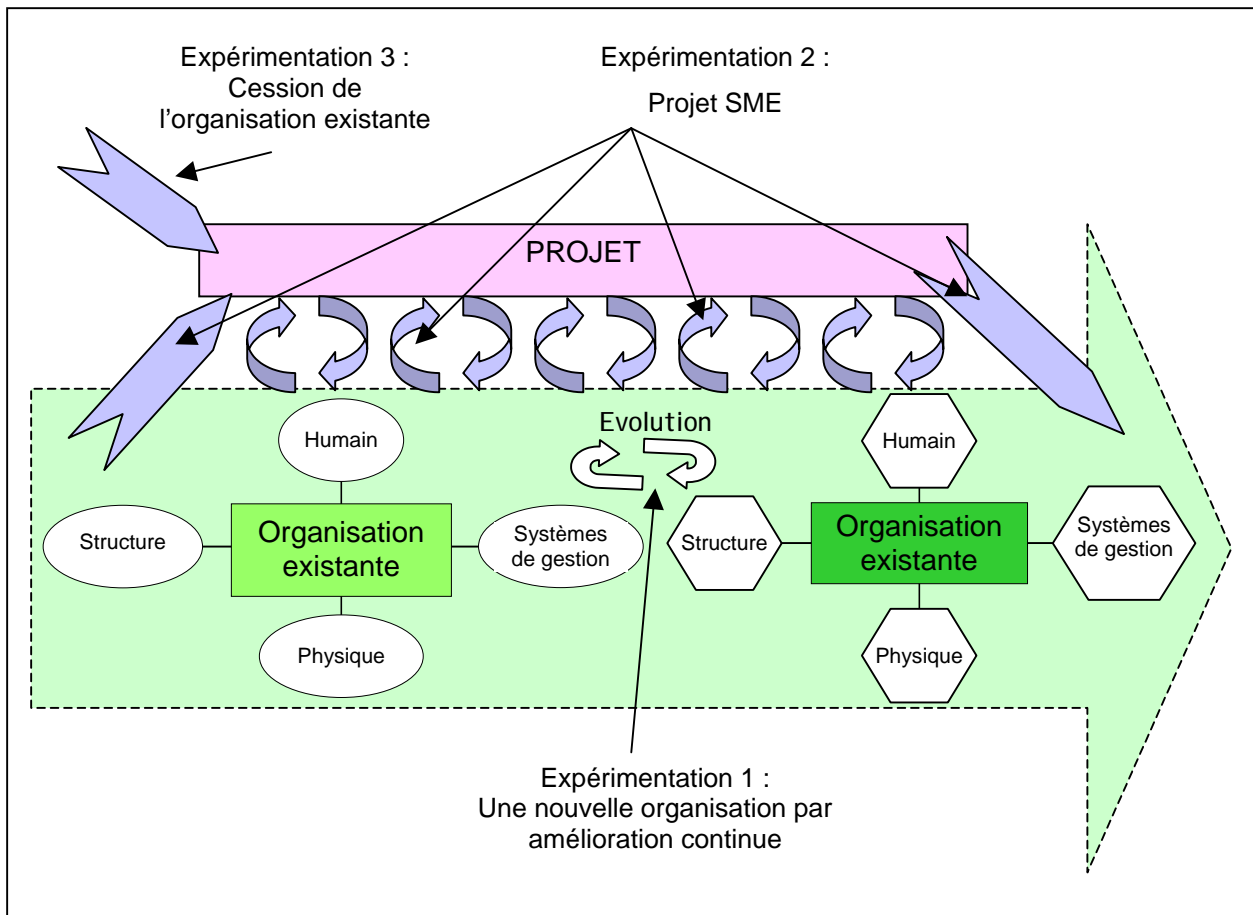 Expérimentation 3 :
Cession de
l'organisation existante
Expérimentation 2 :
Projet SME
PROJET
Evolution
Humain
Structure
Organisation
existante
Systèmes
de gestion
Physique
Humain
Structure
Organisation
existante
Systèmes
de gestion
Physique
Expérimentation 1 :
Une nouvelle organisation par
amélioration continue